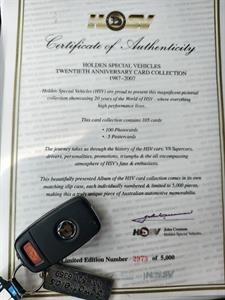 HSV
Certificate of Authenticity
HOLDEN SPECIAL VEHICLES
TWENTIETH ANNIVERSARY CARD COLLECTION
1987-2007
Holden Special Vehicles (HSV) are proud to present this magnificent pictorial
collection showcasing 20 years of the World of HSV - where everything
high performance lives..
This card collection contains 105 cards
• 100 Postercards
• 5 Postercards
The journey takes us through the history of the HSV cars, V8 Supercars,
drivers, personalities, promotions, triumphs & the all encompassing
atmosphere of HSV's fans & enthusiasts.
This beautifully presented Album of the HSV card collection comes in its own
matching slip case, each individually numbered & limited to 5,000 pieces,
making this a truly unique piece of Australian automotive memorabilia.
HSV
John Crennan
Holden Special Vehicles.
Limited Edition Number 2973 of 5,000